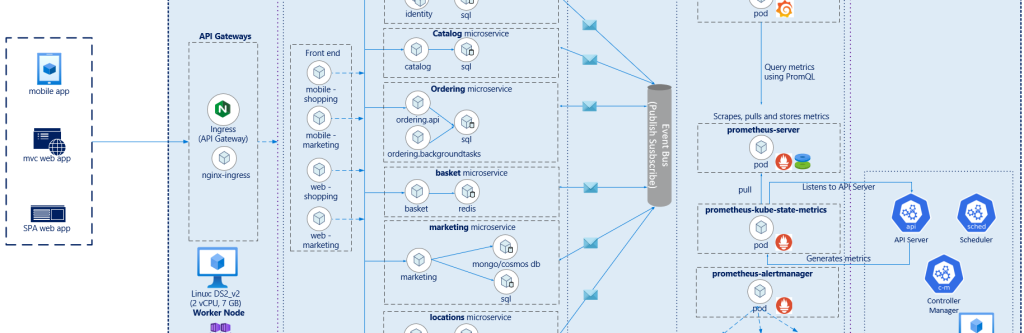 mobile app
mvc web app
SPA web app
API Gateways
Ingress
(API Gateway)
nginx-ingress
Linux: DS2_v2
(2 vCPU, 7 GB)
Worker Node
Front end
mobile -
shopping
mobile -
marketing
web -
shopping
web -
marketing
identity
sql
Catalog microservice
catalog
sql
Ordering microservice
ordering.api
sql
ordering.backgroundtasks
basket microservice
basket
redis
marketing microservice
marketing
mongo/cosmos db
sql
locations microservice
Event Bus
(Publish Susbscribe)
pod
Query metrics
using PromQL
Scrapes, pulls and stores metrics
prometheus-server
pod
pull
Listens to API Server
prometheus-kube-state-metrics
pod
Generates metrics
prometheus-alertmanager
pod
api
API Server
sched
Scheduler
c-m
Controller
Manager